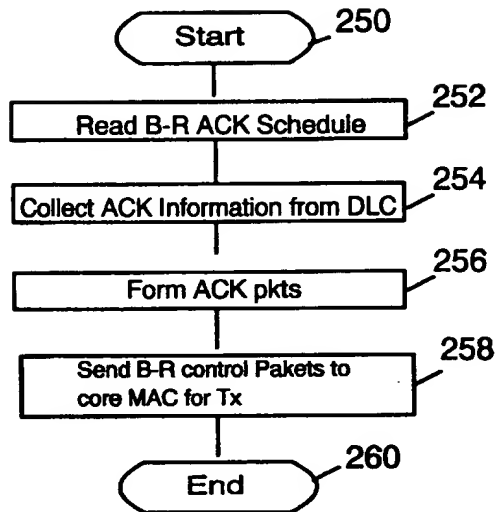 Start
250
Read B-R ACK Schedule
252
Collect ACK Information from DLC
254
Form ACK pkts
256
Send B-R control Pakets to
core MAC for Tx
258
End
260